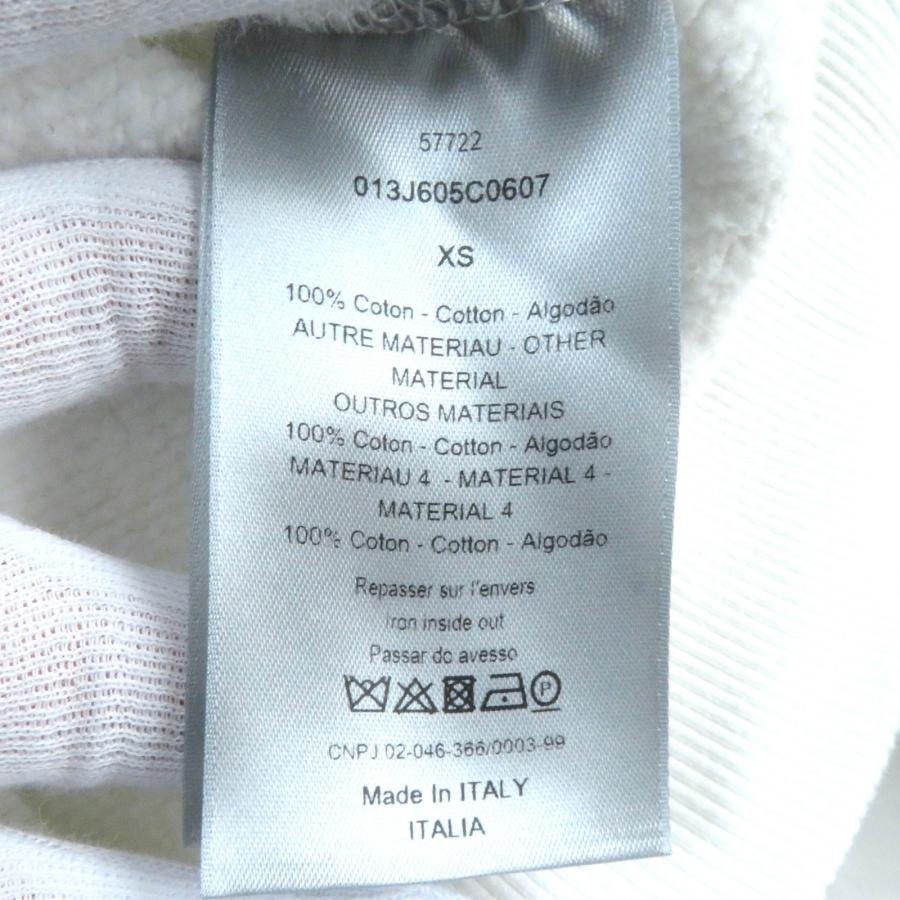 57722
013J605C0607
XS
100% Coton - Cotton - Algodão
AUTRE MATERIAU - OTHER
MATERIAL
OUTROS MATERIAIS
100% Coton - Cotton - Algodão
MATERIAU 4 - MATERIAL 4 -
MATERIAL 4
100% Coton - Cotton - Algodão
Repasser sur l'envers
Iron inside out
Passar do avesso
P
CNPJ 02-046-366/0003-99
Made In ITALY
ITALIA